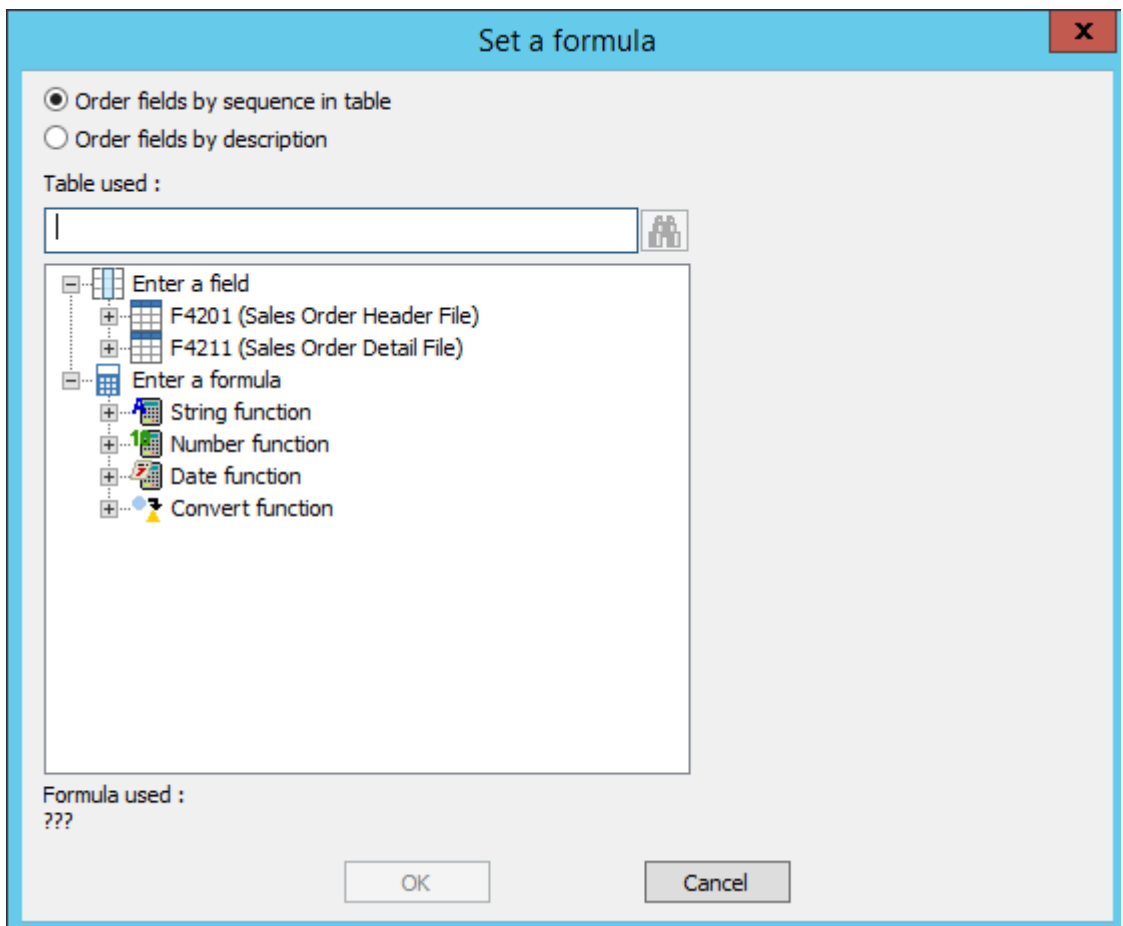 Set a formula
x
Order fields by sequence in table
Order fields by description
Table used :
Enter a field
F4201 (Sales Order Header File)
F4211 (Sales Order Detail File)
Enter a formula
String function
Number function
Date function
Convert function
Formula used :
???
OK
Cancel